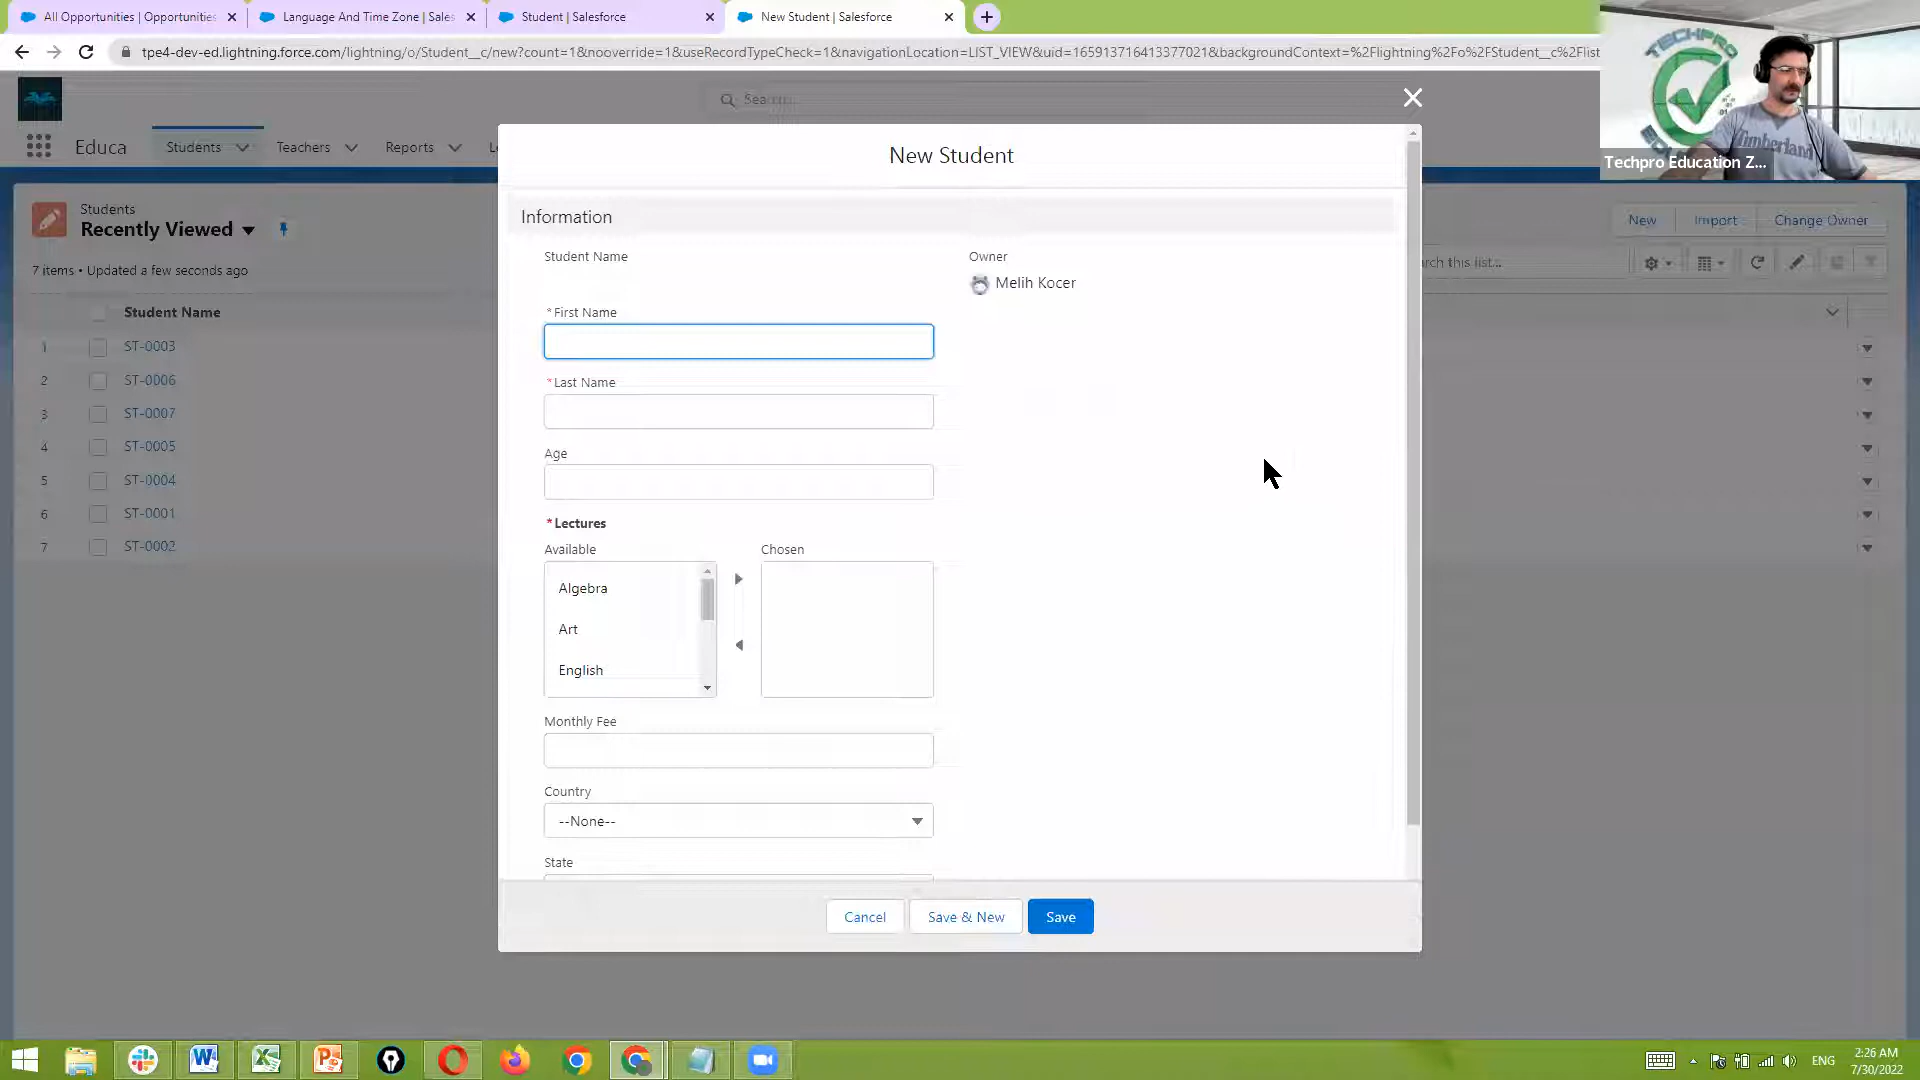 All Opportunities | Opportunities
Language And Time Zone | Sales
Student | Salesforce
New Student | Salesforce
tpe4-dev-ed.lightning.force.com/lightning/o/Student__c/new?count=1&nooverride=1&useRecordTypeCheck=1&navigationLocation=LIST_VIEW&uid=165913716413377021&backgroundContext=%2Flightning%2Fo%2FStudent__c%2Flist
TECHPRO
Timberland
Techpro Education Z...
Search...
Educa
Students
Teachers
Reports
New Student
Students
Recently Viewed
New
Import
Change Owner
7 items • Updated a few seconds ago
Search this list...
Student Name
1 ST-0003
2 ST-0006
3 ST-0007
4 ST-0005
5 ST-0004
6 ST-0001
7 ST-0002
Information
Student Name
Owner
Melih Kocer
*First Name
*Last Name
Age
*Lectures
Available
Chosen
Algebra
Art
English
Monthly Fee
Country
--None--
State
Cancel
Save & New
Save
ENG
2:26 AM
7/30/2022